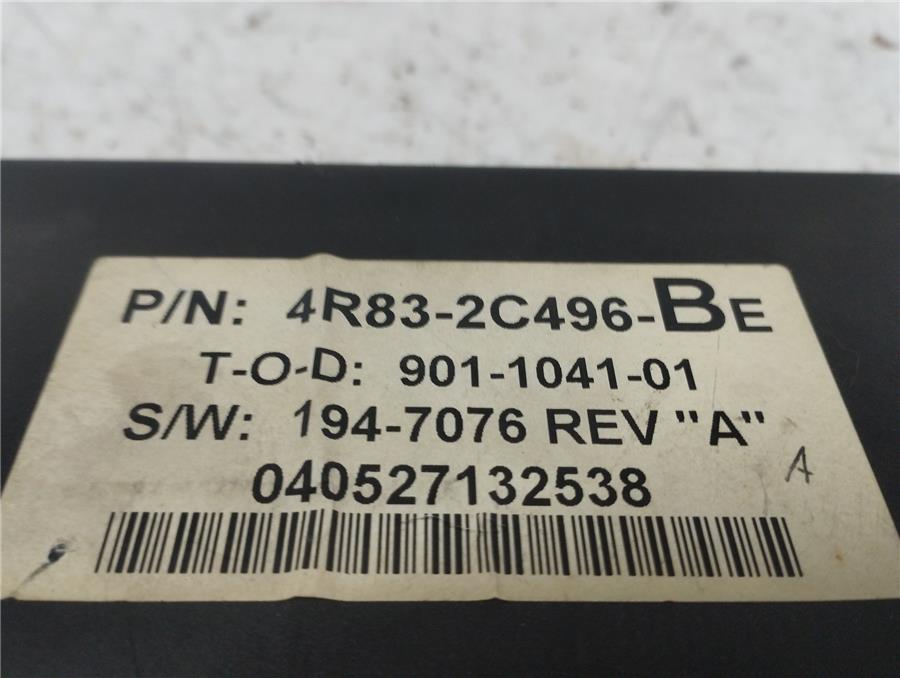 P/N: 4R83-2C496-BE
T-O-D: 901-1041-01
S/W: 194-7076 REV "A"
A
040527132538